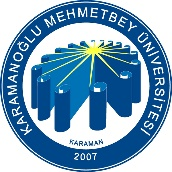 KARAMANOĞLU MEHMETBEY ÜNİVERSİTESİ
KARAMAN
2007